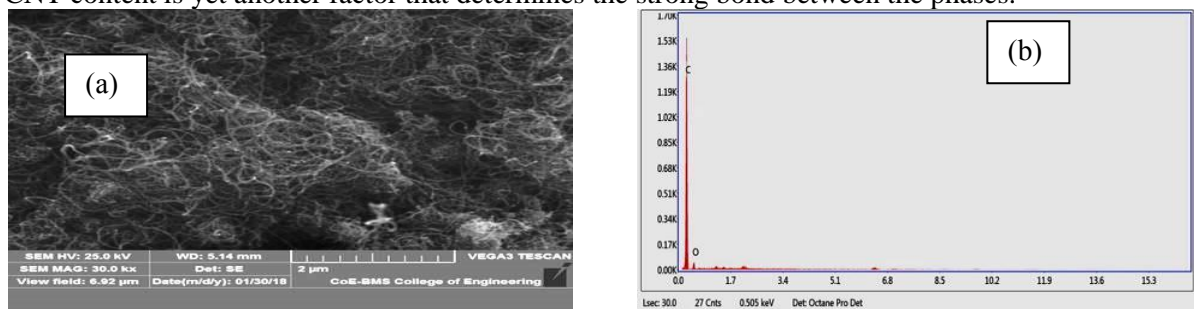 CNT content is yet another factor that determines the strong bond between the phases.
(a)
SEM HV: 25.0 kV WD: 5.14 mm VEGA3 TESCAN
SEM MAG: 30.0 kx Det: SE 2 µm
View field: 6.92 µm Date(m/d/y): 01/30/18 CoE-BMS College of Engineering
(b)
1.70K
1.53K
1.36K
1.19K
1.02K
0.85K
0.68K
0.51K
0.34K
0.17K
0.00K
C
O
0.0 1.7 3.4 5.1 6.8 8.5 10.2 11.9 13.6 15.3
Lsec: 30.0 27 Cnts 0.505 keV Det: Octane Pro Det